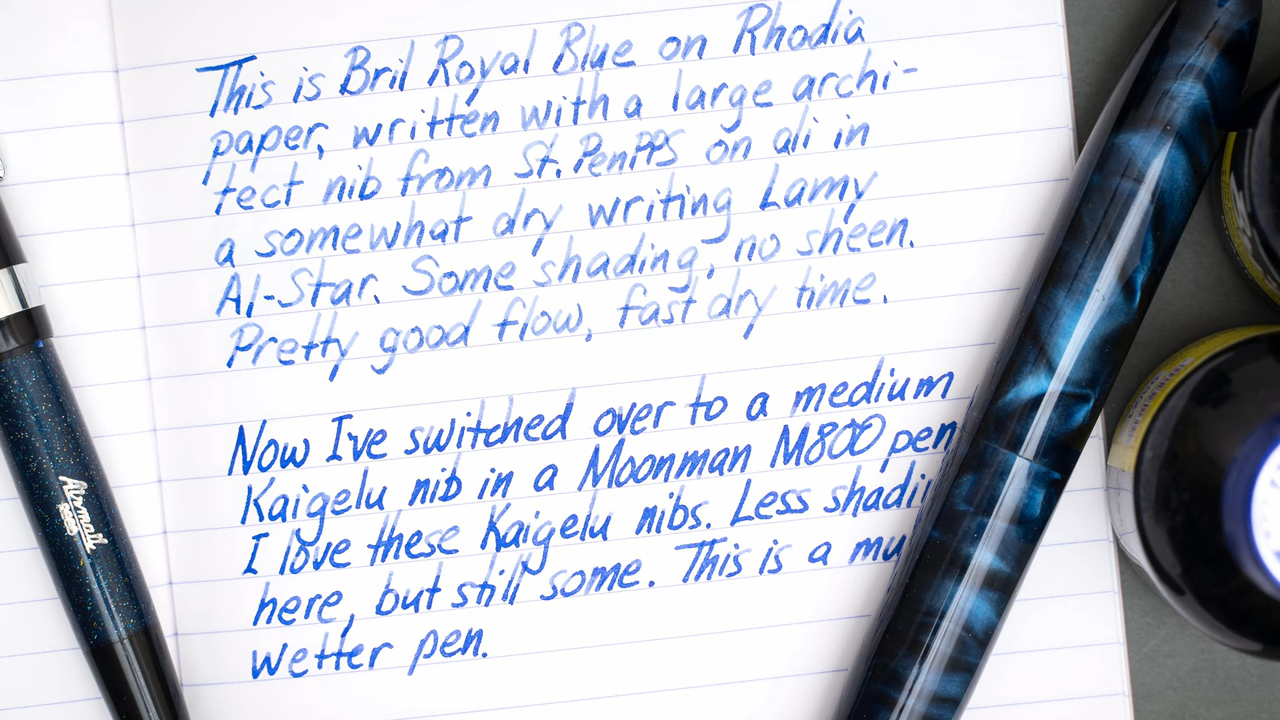 This is Bril Royal Blue on Rhodia
paper, written with a large archi-
tect nib from St. PenPPS on ali in
a somewhat dry writing Lamy
Al-Star. Some shading, no sheen.
Pretty good flow, fast dry time.
Now I've switched over to a medium
Kaigelu nib in a Moonman M800 pen
I love these Kaigelu nibs. Less shadi
here, but still some. This is a mu
wetter pen.
Airmail